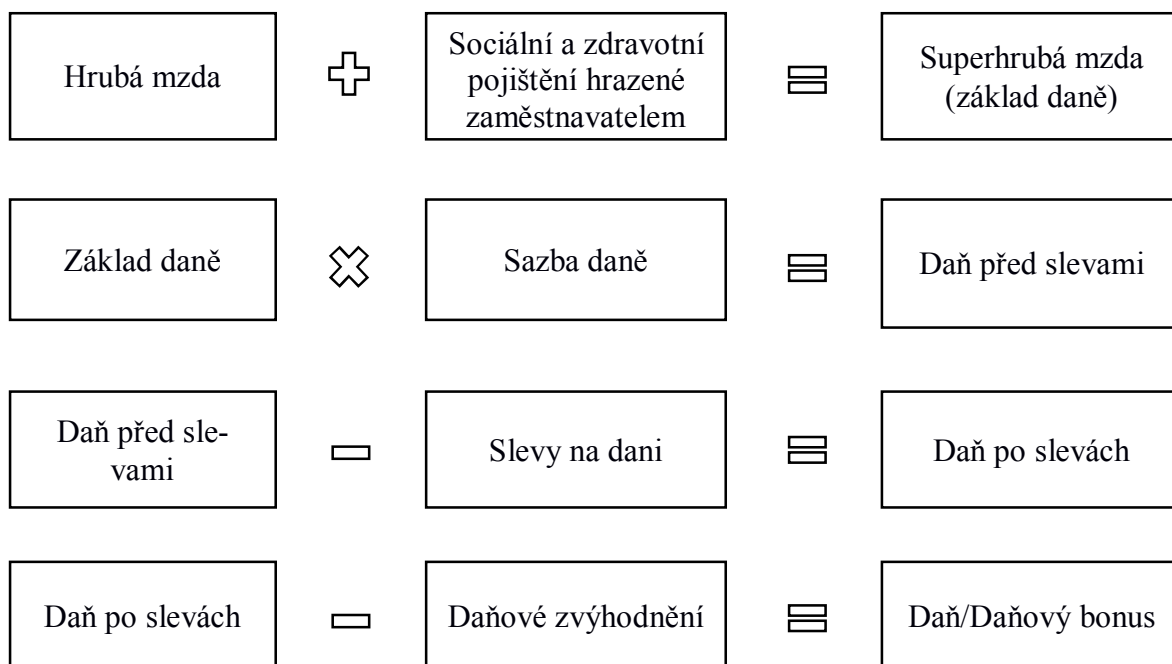 Hrubá mzda
Sociální a zdravotní
pojištění hrazené
zaměstnavatelem
Superhrubá mzda
(základ daně)
Základ daně
Sazba daně
Daň před slevami
Daň před sle-
vami
Slevy na dani
Daň po slevách
Daň po slevách
Daňové zvýhodnění
Daň/Daňový bonus